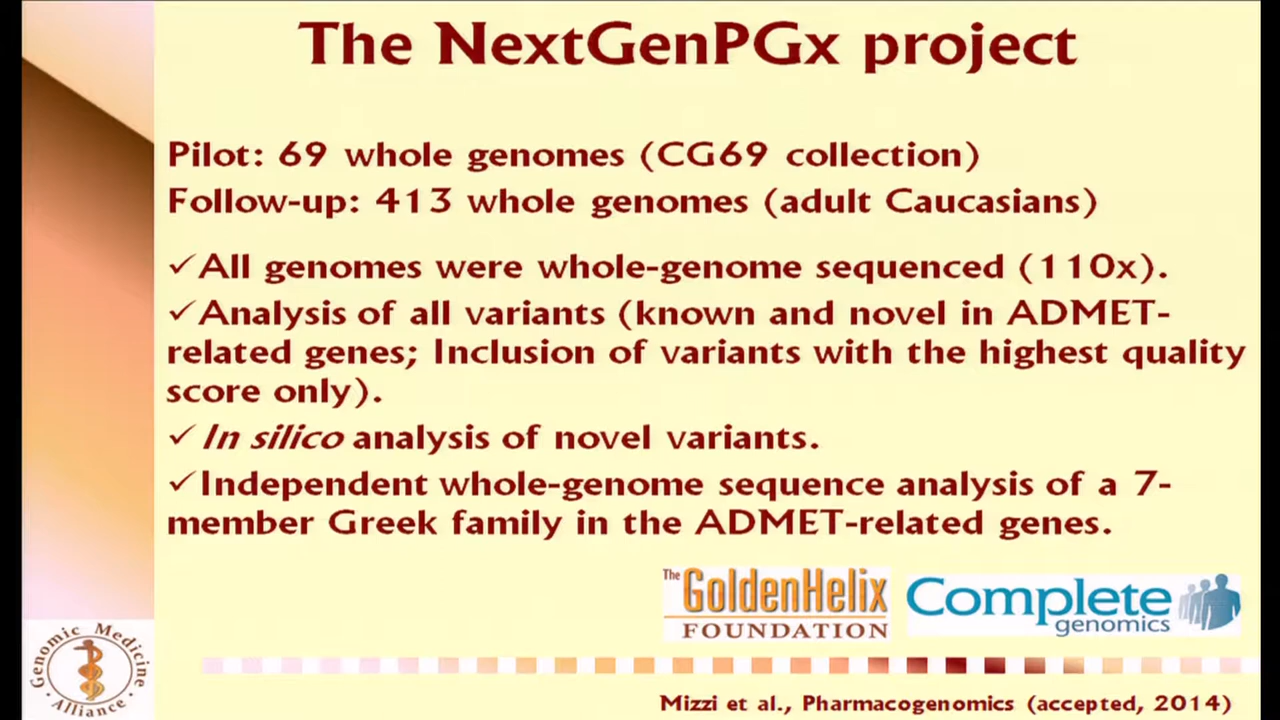 The NextGenPGx project
Pilot: 69 whole genomes (CG69 collection)
Follow-up: 413 whole genomes (adult Caucasians)
✓All genomes were whole-genome sequenced (110x).
✓Analysis of all variants (known and novel in ADMET-
related genes; Inclusion of variants with the highest quality
score only).
✓In silico analysis of novel variants.
✓Independent whole-genome sequence analysis of a 7-
member Greek family in the ADMET-related genes.
The GoldenHelix
FOUNDATION
Complete
genomics
Genomic Medicine
Alliance
Mizzi et al., Pharmacogenomics (accepted, 2014)